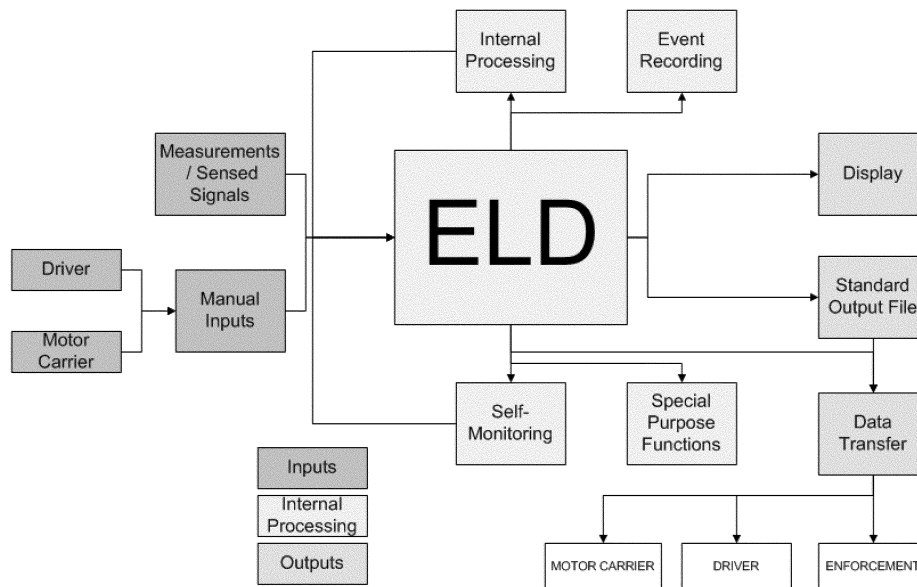 Internal
Processing
Event
Recording
Measurements
/ Sensed
Signals
ELD
Display
Driver
Manual
Inputs
Motor
Carrier
Standard
Output File
Self-
Monitoring
Special
Purpose
Functions
Data
Transfer
Inputs
Internal
Processing
Outputs
MOTOR CARRIER
DRIVER
ENFORCEMENT